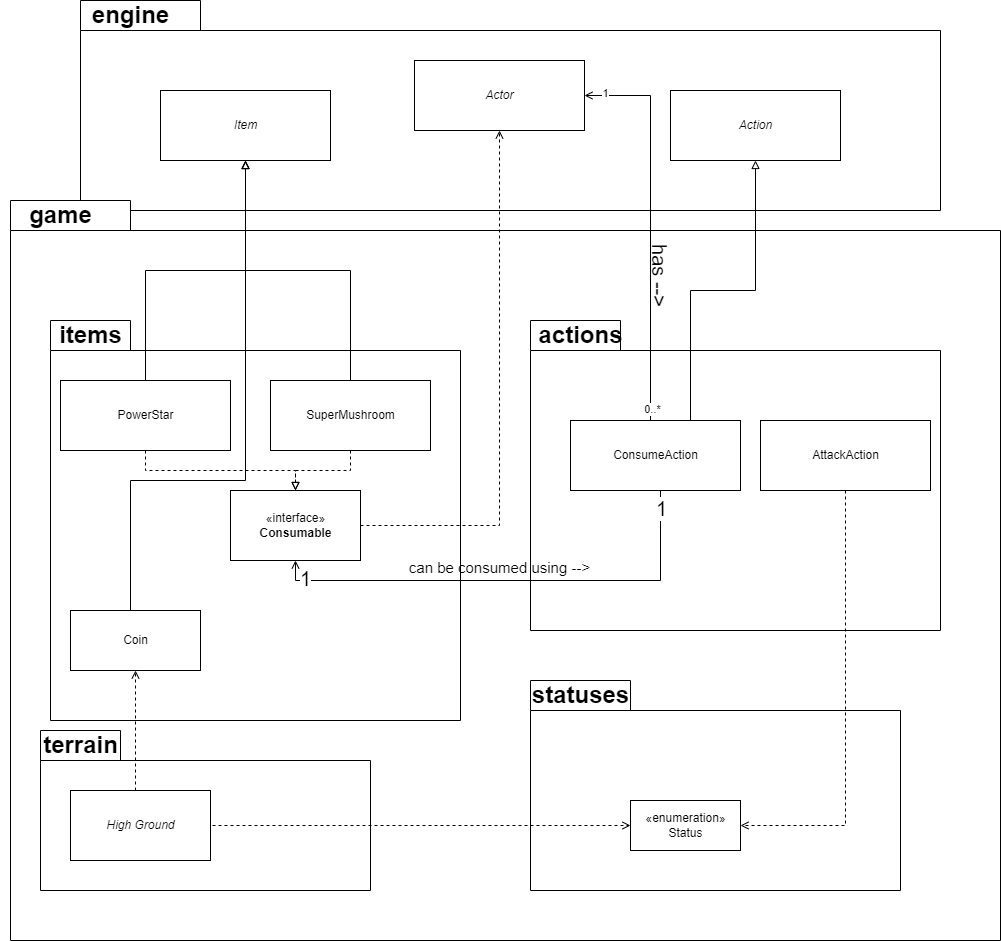 engine
Actor
1
Item
Action
game
has -->
items
actions
0..*
PowerStar
SuperMushroom
ConsumeAction
AttackAction
1
«interface»
Consumable
can be consumed using -->
1
Coin
statuses
terrain
«enumeration»
Status
High Ground